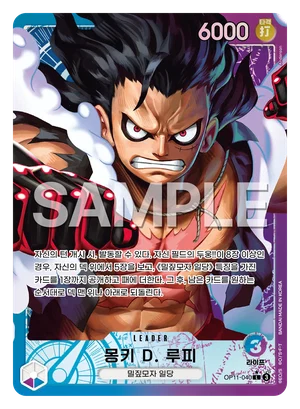 6000
타격
打
SAMPLE
자신의 턴 개시 시, 발동할 수 있다. 자신 필드의 두웅!!이 8장 이상인
경우, 자신의 덱 위에서 5장을 보고, 《밀짚모자 일당》 특징을 가진
카드를 1장까지 공개하고 패에 더한다. 그 후, 남은 카드를 원하는
순서대로 덱 맨 위나 아래로 되돌린다.
LEADER
몽키 D. 루피
밀짚모자 일당
3
라이프
OP11-040 L 3